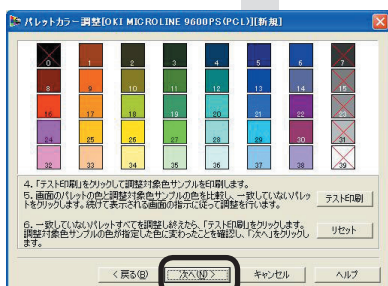 パレットカラー調整[OKI MICROLINE 9600PS(PCL)][新規]
0 1 2 3 4 5 6 7
8 9 10 11 12 13 14 15
16 17 18 19 20 21 22 23
24 25 26 27 28 29 30 31
32 33 34 35 36 37 38 39
4. 「テスト印刷」をクリックして調整対象色サンプルを印刷します。
5. 画面のパレットの色と調整対象色サンプルの色を比較し、一致していないパレッ
トをクリックします。続けて表示される画面の指示に従って調整を行います。
テスト印刷
6. 一致していないパレットすべてを調整し終えたら、「テスト印刷」をクリックします。
調整対象色サンプルの色が指定した色に変わったことを確認し、「次へ」をクリックし
ます。
リセット
< 戻る(B)
次へ(N) >
キャンセル
ヘルプ